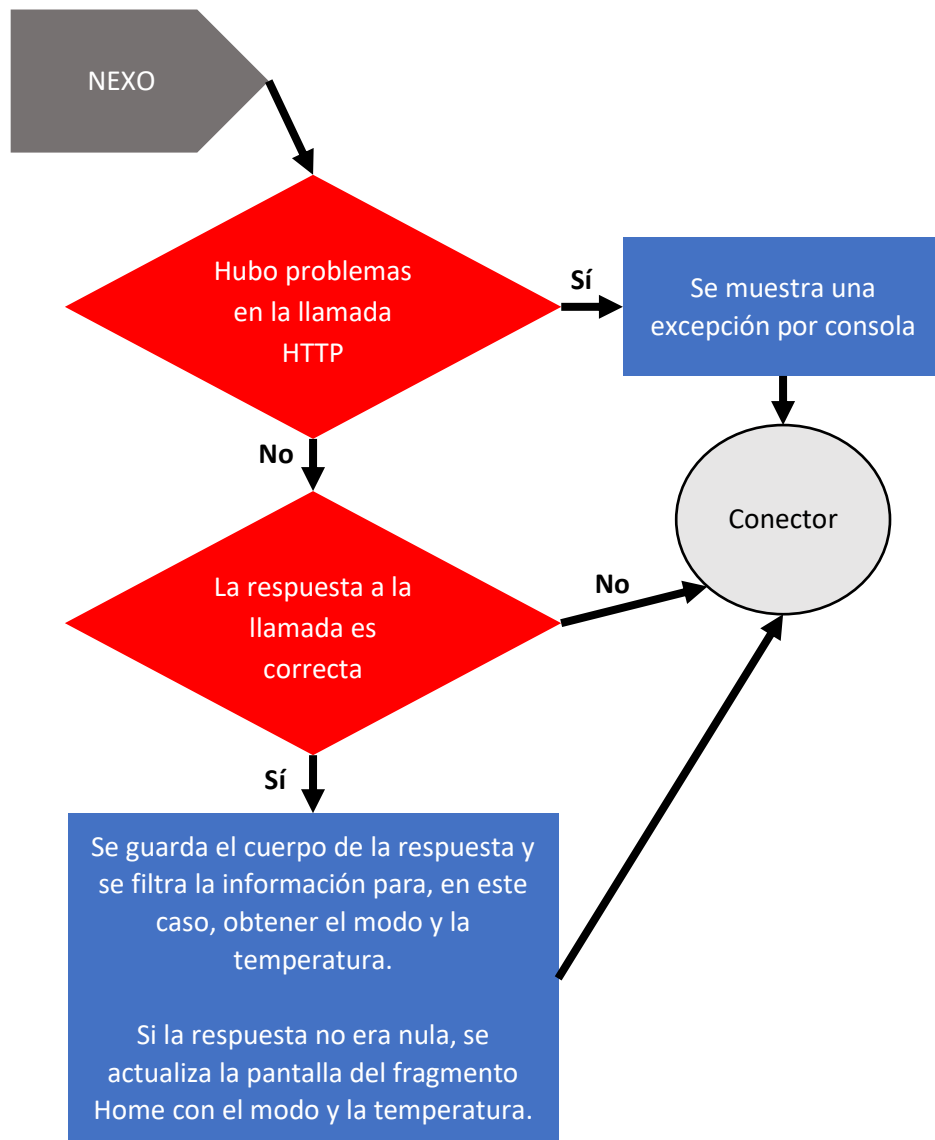 NEXO
Hubo problemas
en la llamada
HTTP
Sí
Se muestra una
excepción por consola
No
Conector
La respuesta a la
llamada es
correcta
No
Sí
Se guarda el cuerpo de la respuesta y
se filtra la información para, en este
caso, obtener el modo y la
temperatura.
Si la respuesta no era nula, se
actualiza la pantalla del fragmento
Home con el modo y la temperatura.